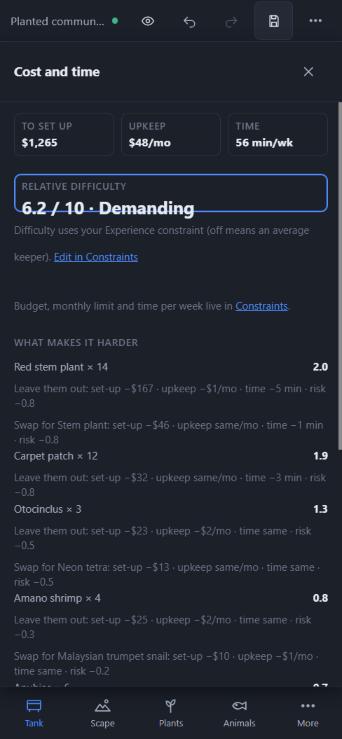 Planted commun...
Cost and time
TO SET UP
$1,265
UPKEEP
$48/mo
TIME
56 min/wk
RELATIVE DIFFICULTY
6.2 / 10 · Demanding
Difficulty uses your Experience constraint (off means an average
keeper). Edit in Constraints
Budget, monthly limit and time per week live in Constraints.
WHAT MAKES IT HARDER
Red stem plant × 14 2.0
Leave them out: set-up −$167 · upkeep −$1/mo · time −5 min · risk
−0.8
Swap for Stem plant: set-up −$46 · upkeep same/mo · time −1 min
· risk −0.8
Carpet patch × 12 1.9
Leave them out: set-up −$32 · upkeep same/mo · time −3 min · risk
−0.8
Otocinclus × 3 1.3
Leave them out: set-up −$23 · upkeep −$2/mo · time same · risk
−0.5
Swap for Neon tetra: set-up −$13 · upkeep same/mo · time same ·
risk −0.5
Amano shrimp × 4 0.8
Leave them out: set-up −$25 · upkeep −$2/mo · time same · risk
−0.3
Swap for Malaysian trumpet snail: set-up −$10 · upkeep −$1/mo ·
time same · risk −0.2
Tank
Scape
Plants
Animals
More